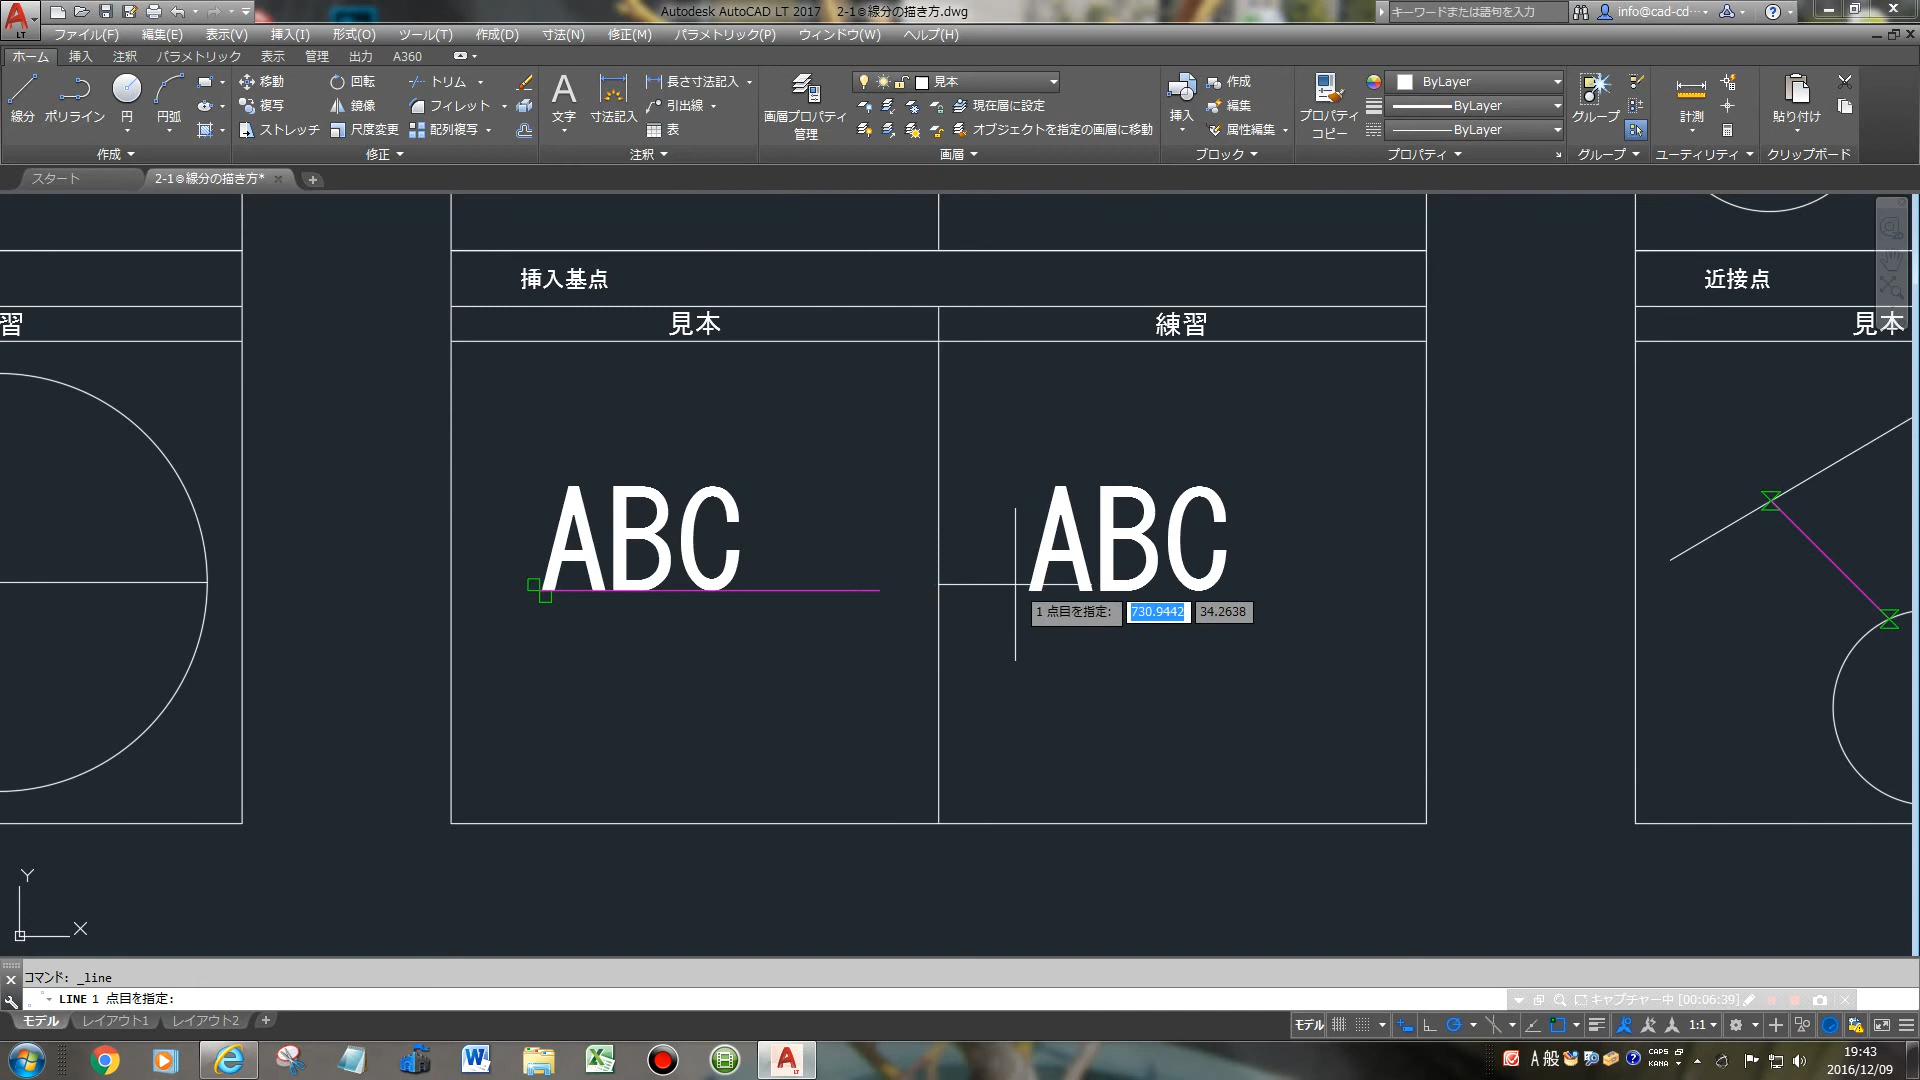 Autodesk AutoCAD LT 2017 2-1⊙線分の描き方.dwg
キーワードまたは語句を入力
info@cad-cd…
LT
ファイル(F) 編集(E) 表示(V) 挿入(I) 形式(O) ツール(T) 作成(D) 寸法(N) 修正(M) パラメトリック(P) ウィンドウ(W) ヘルプ(H)
ホーム 挿入 注釈 パラメトリック 表示 管理 出力 A360
線分 ポリライン 円 円弧
移動 回転 トリム
複写 鏡像 フィレット
ストレッチ 尺度変更 配列複写
文字 寸法記入
長さ寸法記入
引出線
表
画層プロパティ管理
見本
現在層に設定
オブジェクトを指定の画層に移動
挿入
作成
編集
属性編集
プロパティコピー
ByLayer
ByLayer
ByLayer
グループ
計測
貼り付け
作成 修正 注釈 画層 ブロック プロパティ グループ ユーティリティ クリップボード
スタート 2-1⊙線分の描き方*
挿入基点
近接点
習
見本
練習
見本
ABC
ABC
1 点目を指定: 730.9442 34.2638
Y
X
コマンド: _line
LINE 1 点目を指定:
キャプチャー中 [00:06:39]
モデル レイアウト1 レイアウト2
モデル
1:1
A 般
CAPS
KANA
19:43
2016/12/09